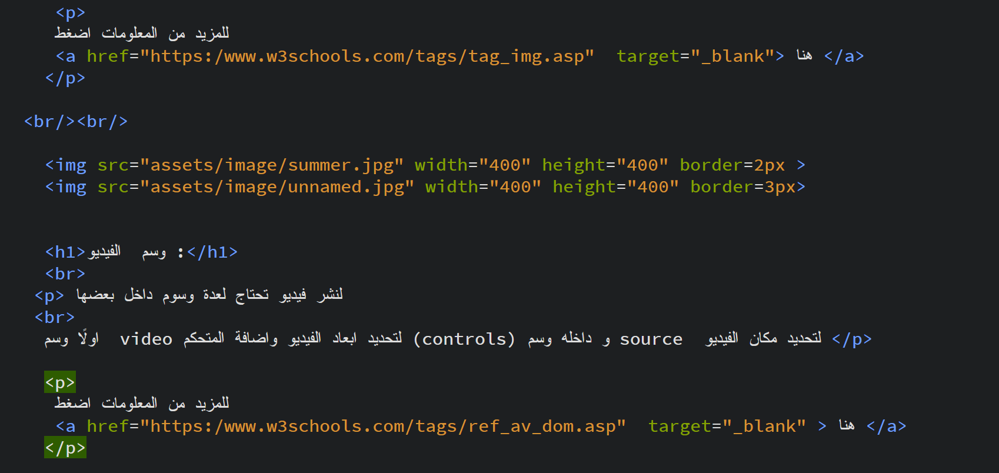 <p>
للمزيد من المعلومات اضغط
<a href="https:/www.w3schools.com/tags/tag_img.asp"  target="_blank"> هنا </a>
</p>
<br/><br/>
<img src="assets/image/summer.jpg" width="400" height="400" border=2px >
<img src="assets/image/unnamed.jpg" width="400" height="400" border=3px>
<h1>وسم  الفيديو :</h1>
<br>
<p> لنشر فيديو تحتاج لعدة وسوم داخل بعضها
<br>
اولًا وسم  video لتحديد ابعاد الفيديو واضافة المتحكم (controls) و داخله وسم source  لتحديد مكان الفيديو </p>
<p>
للمزيد من المعلومات اضغط
<a href="https:/www.w3schools.com/tags/ref_av_dom.asp"  target="_blank" > هنا </a>
</p>